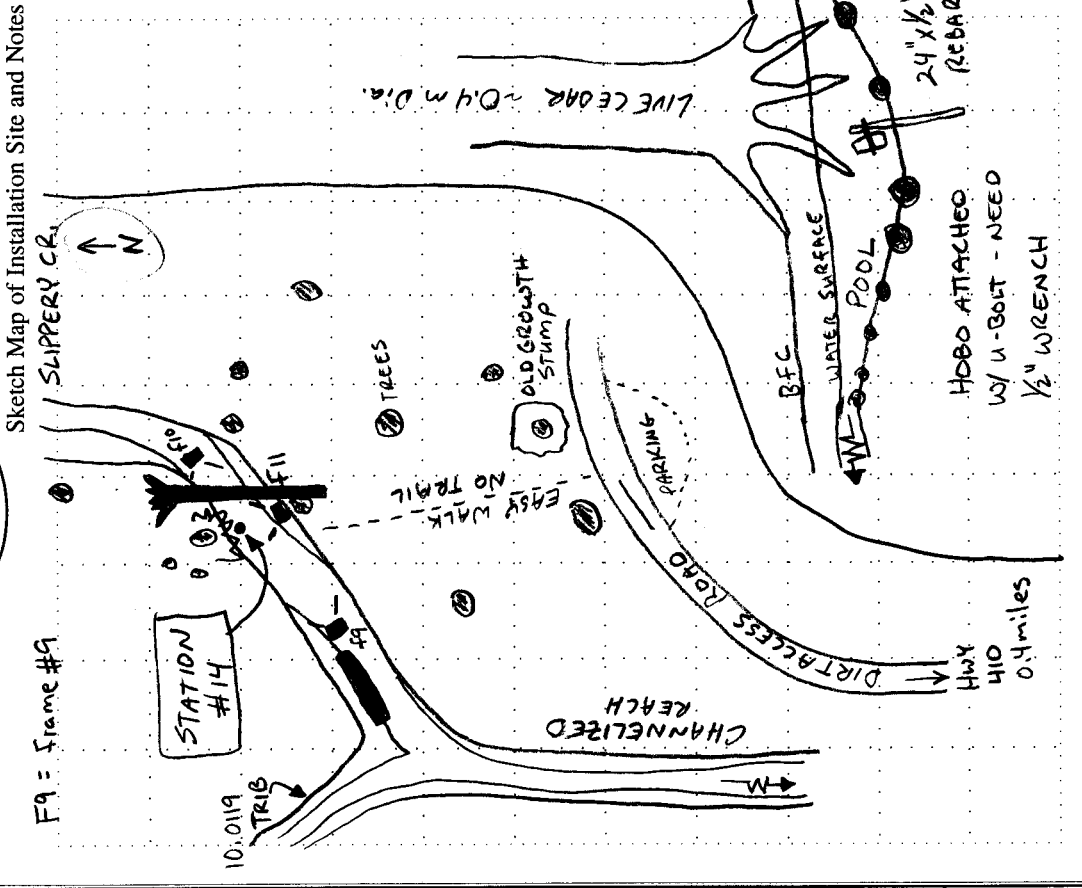 Sketch Map of Installation Site and Notes
F9 = Frame #9
SLIPPERY CR.
N
F10
F11
F9
STATION
#14
TREES
OLD GROWTH
STUMP
EASY WALK
NO TRAIL
PARKING
DIRT ACCESS ROAD
HWY.
410
0.4 miles
10.0119
TRIB
CHANNELIZED
REACH
LIVE CEDAR ~0.4 m Dia.
BFC
WATER SURFACE
POOL
24" X 1/2"
REBAR
HOBO ATTACHED
W/ U-BOLT - NEED
1/2" WRENCH